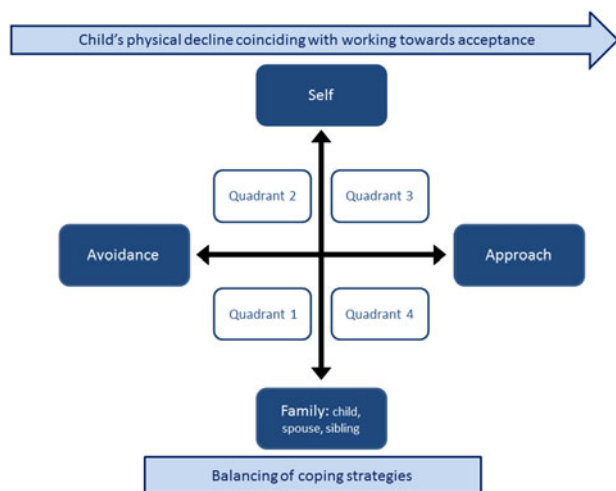 Child's physical decline coinciding with working towards acceptance
Self
Quadrant 2
Quadrant 3
Avoidance
Approach
Quadrant 1
Quadrant 4
Family: child,
spouse, sibling
Balancing of coping strategies